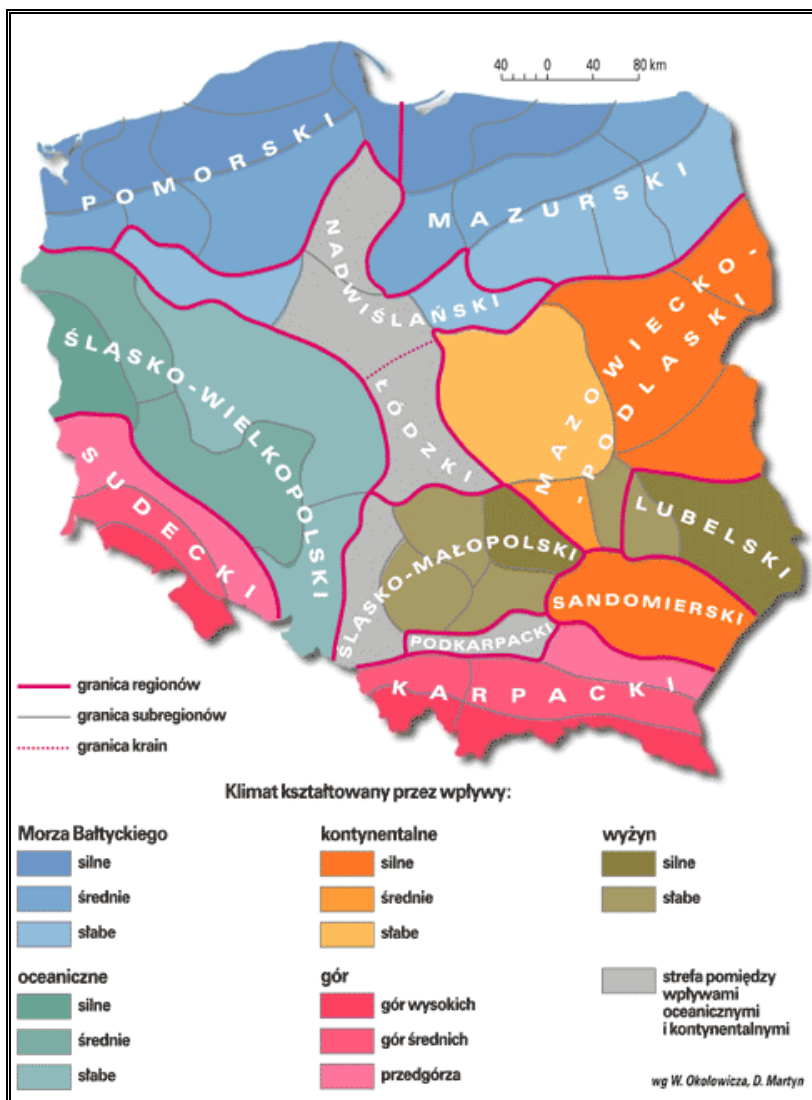 40 0 40 80 km
POMORSKI
MAZURSKI
NADWIŚLAŃSKI
MAZOWIECKO-
-PODLASKI
ŚLĄSKO-WIELKOPOLSKI
ŁÓDZKI
SUDECKI
LUBELSKI
ŚLĄSKO-MAŁOPOLSKI
SANDOMIERSKI
PODKARPACKI
KARPACKI
granica regionów
granica subregionów
granica krain
Klimat kształtowany przez wpływy:
Morza Bałtyckiego
silne
średnie
słabe
kontynentalne
silne
średnie
słabe
wyżyn
silne
słabe
oceaniczne
silne
średnie
słabe
gór
gór wysokich
gór średnich
przedgórza
strefa pomiędzy
wpływami
oceanicznymi
i kontynentalnymi
wg W. Okołowicza, D. Martyn